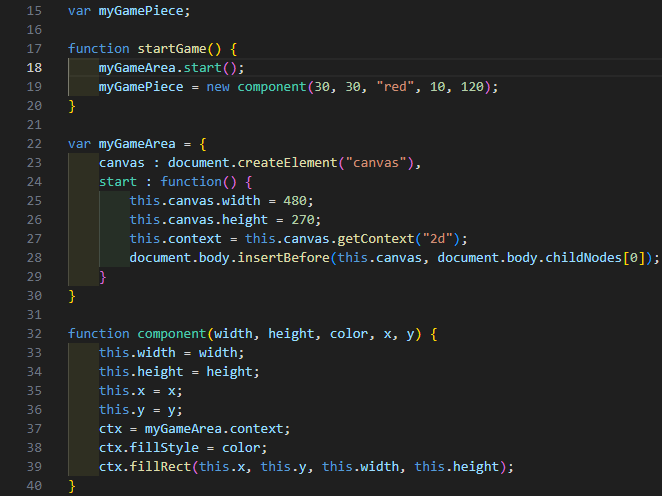 15 var myGamePiece;
16
17 function startGame() {
18     myGameArea.start();
19     myGamePiece = new component(30, 30, "red", 10, 120);
20 }
21
22 var myGameArea = {
23     canvas : document.createElement("canvas"),
24     start : function() {
25         this.canvas.width = 480;
26         this.canvas.height = 270;
27         this.context = this.canvas.getContext("2d");
28         document.body.insertBefore(this.canvas, document.body.childNodes[0]);
29     }
30 }
31
32 function component(width, height, color, x, y) {
33     this.width = width;
34     this.height = height;
35     this.x = x;
36     this.y = y;
37     ctx = myGameArea.context;
38     ctx.fillStyle = color;
39     ctx.fillRect(this.x, this.y, this.width, this.height);
40 }